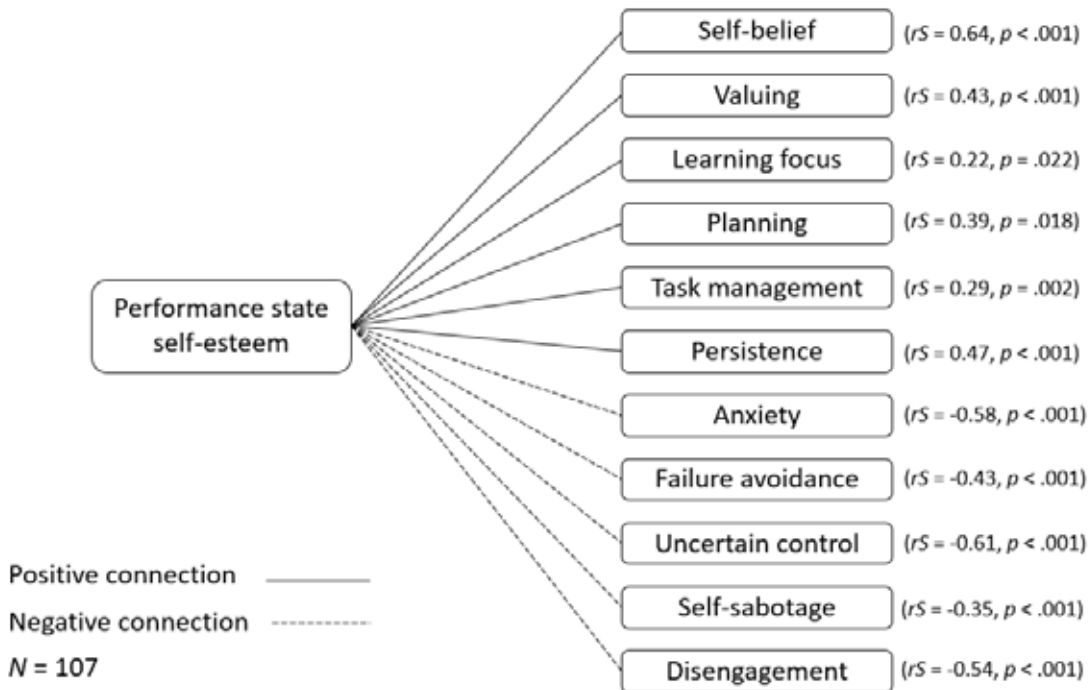 Self-belief (rS = 0.64, p < .001)
Valuing (rS = 0.43, p < .001)
Learning focus (rS = 0.22, p = .022)
Planning (rS = 0.39, p = .018)
Task management (rS = 0.29, p = .002)
Performance state
self-esteem
Persistence (rS = 0.47, p < .001)
Anxiety (rS = -0.58, p < .001)
Failure avoidance (rS = -0.43, p < .001)
Uncertain control (rS = -0.61, p < .001)
Self-sabotage (rS = -0.35, p < .001)
Disengagement (rS = -0.54, p < .001)
Positive connection
Negative connection
N = 107